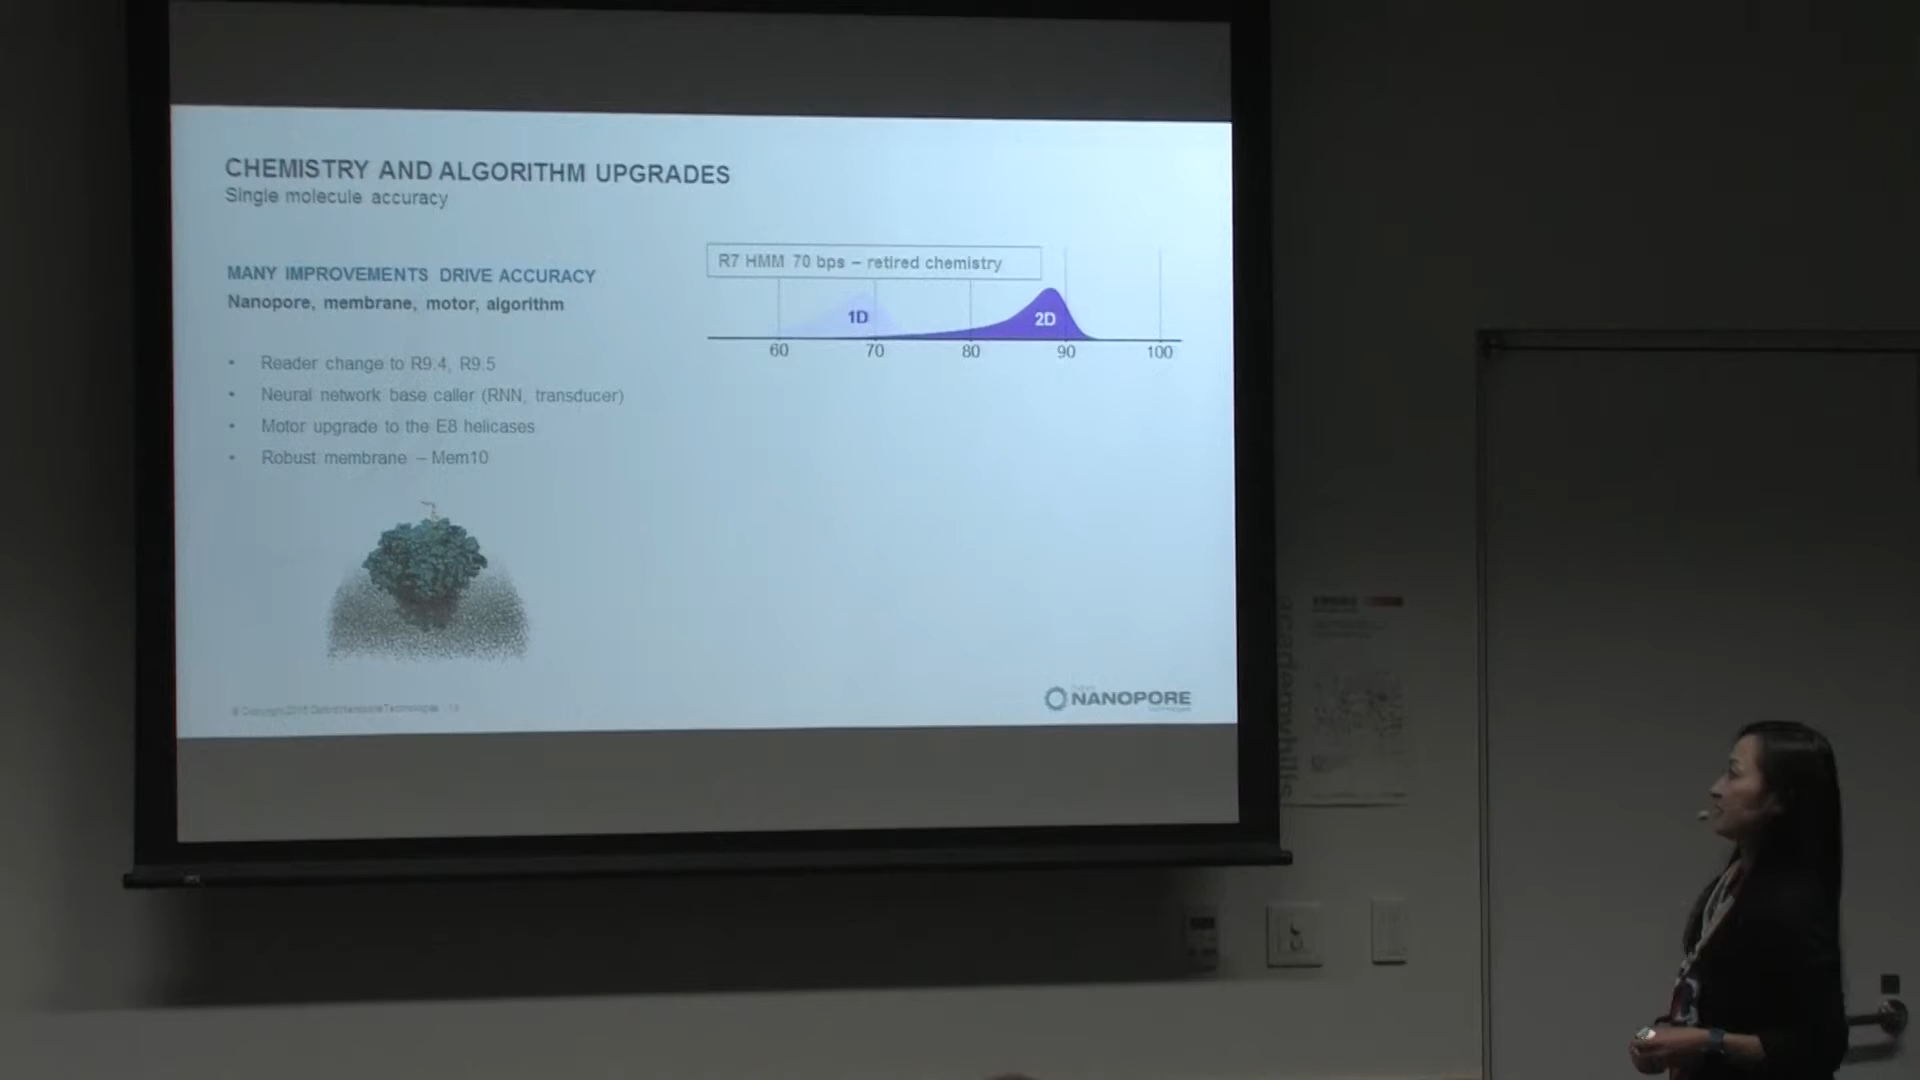 CHEMISTRY AND ALGORITHM UPGRADES
Single molecule accuracy
MANY IMPROVEMENTS DRIVE ACCURACY
Nanopore, membrane, motor, algorithm
• Reader change to R9.4, R9.5
• Neural network base caller (RNN, transducer)
• Motor upgrade to the E8 helicases
• Robust membrane – Mem10
R7 HMM 70 bps – retired chemistry
1D
2D
60 70 80 90 100
NANOPORE